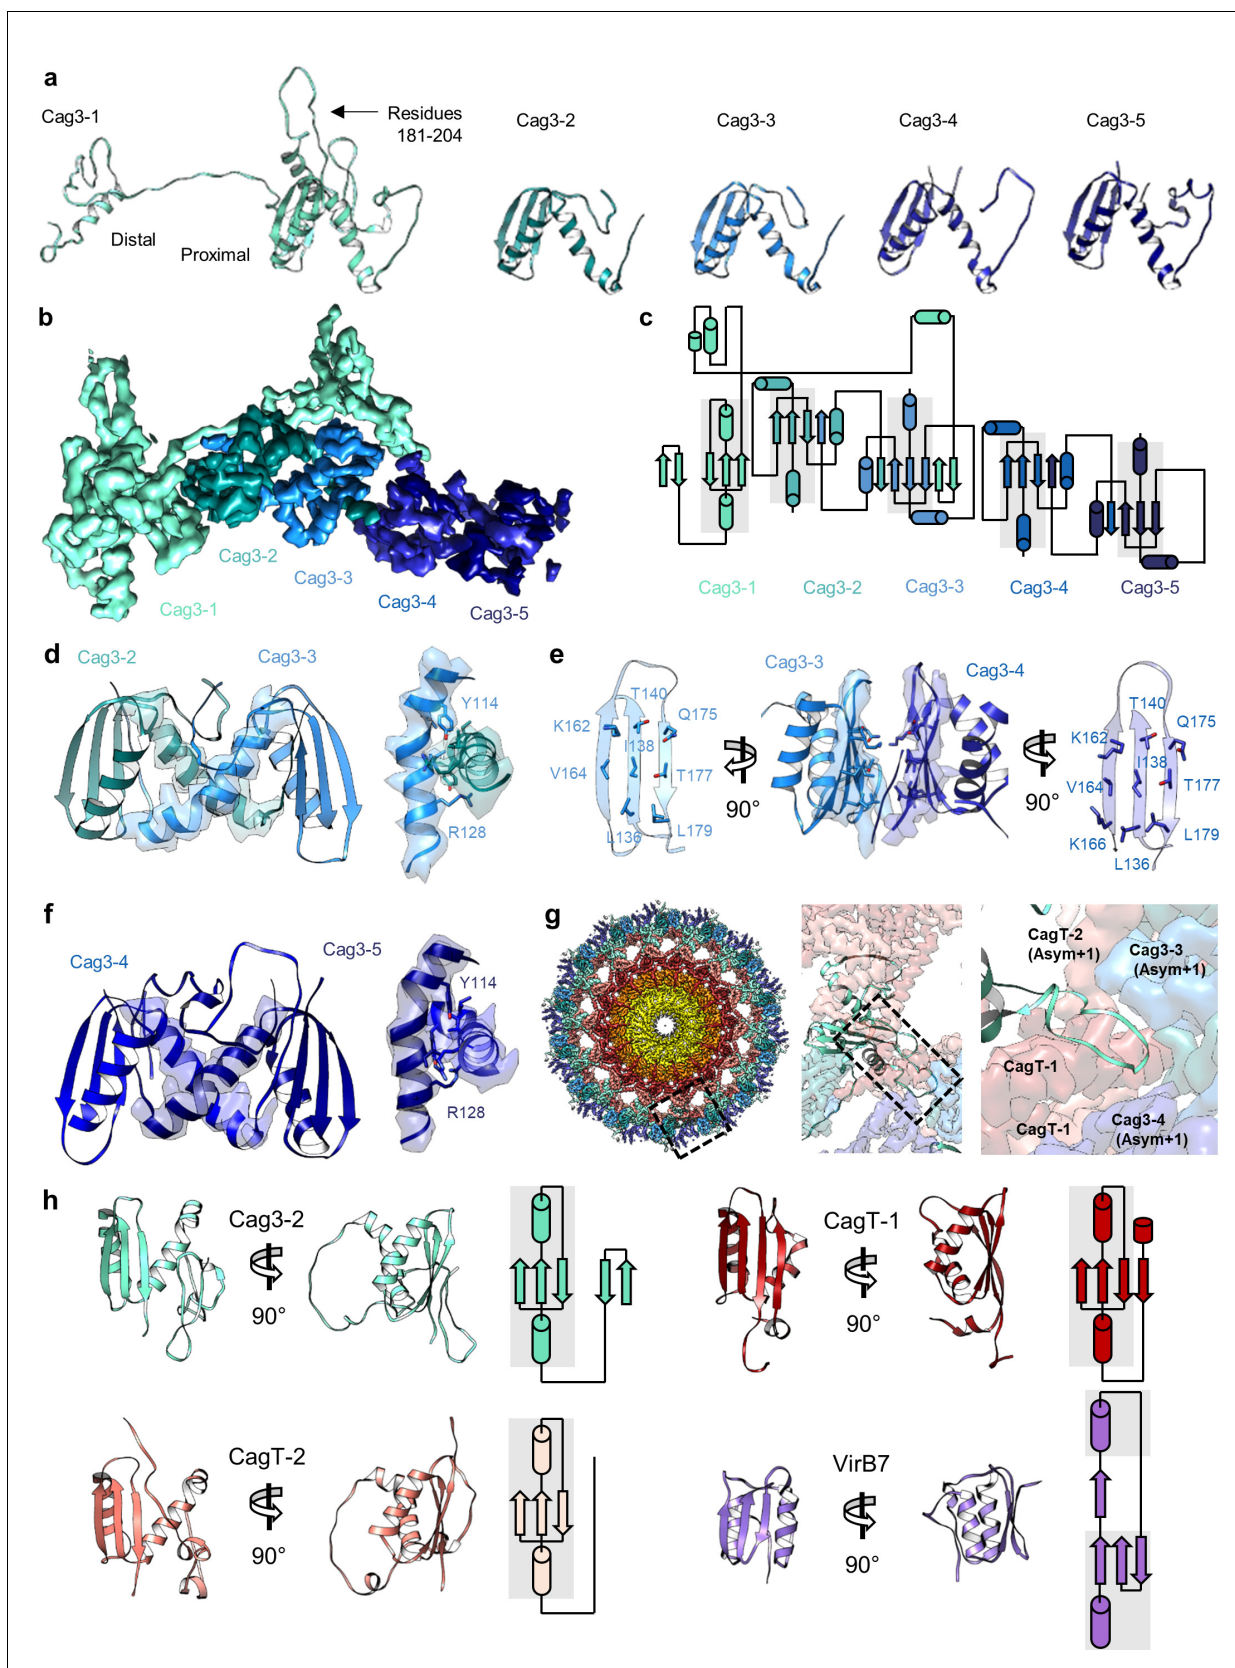 a
Cag3-1
Residues
181-204
Distal
Proximal
Cag3-2
Cag3-3
Cag3-4
Cag3-5
b
Cag3-2
Cag3-3
Cag3-4
Cag3-5
Cag3-1
c
Cag3-1
Cag3-2
Cag3-3
Cag3-4
Cag3-5
d
Cag3-2
Cag3-3
Y114
R128
e
T140
K162
Q175
I138
V164
T177
L136
L179
90°
Cag3-3
Cag3-4
90°
T140
Q175
K162
I138
V164
T177
K166
L179
L136
f
Cag3-4
Cag3-5
Y114
R128
g
CagT-2
(Asym+1)
Cag3-3
(Asym+1)
CagT-1
CagT-1
Cag3-4
(Asym+1)
h
Cag3-2
90°
CagT-1
90°
CagT-2
90°
VirB7
90°